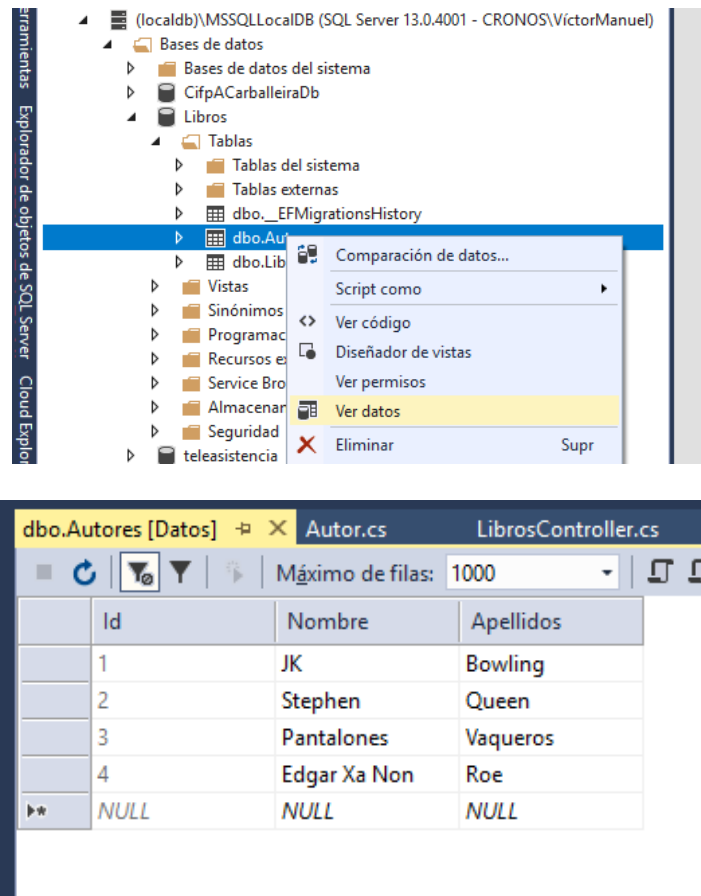 erramientas
Explorador de objetos de SQL Server
Cloud Explor
(localdb)\MSSQLLocalDB (SQL Server 13.0.4001 - CRONOS\VíctorManuel)
Bases de datos
Bases de datos del sistema
CifpACarballeiraDb
Libros
Tablas
Tablas del sistema
Tablas externas
dbo.__EFMigrationsHistory
dbo.Aut
dbo.Lib
Vistas
Sinónimos
Programac
Recursos ex
Service Bro
Almacenar
Seguridad
teleasistencia
Comparación de datos...
Script como
Ver código
Diseñador de vistas
Ver permisos
Ver datos
Eliminar Supr
dbo.Autores [Datos] Autor.cs LibrosController.cs
Máximo de filas: 1000
Id Nombre Apellidos
1 JK Bowling
2 Stephen Queen
3 Pantalones Vaqueros
4 Edgar Xa Non Roe
NULL NULL NULL